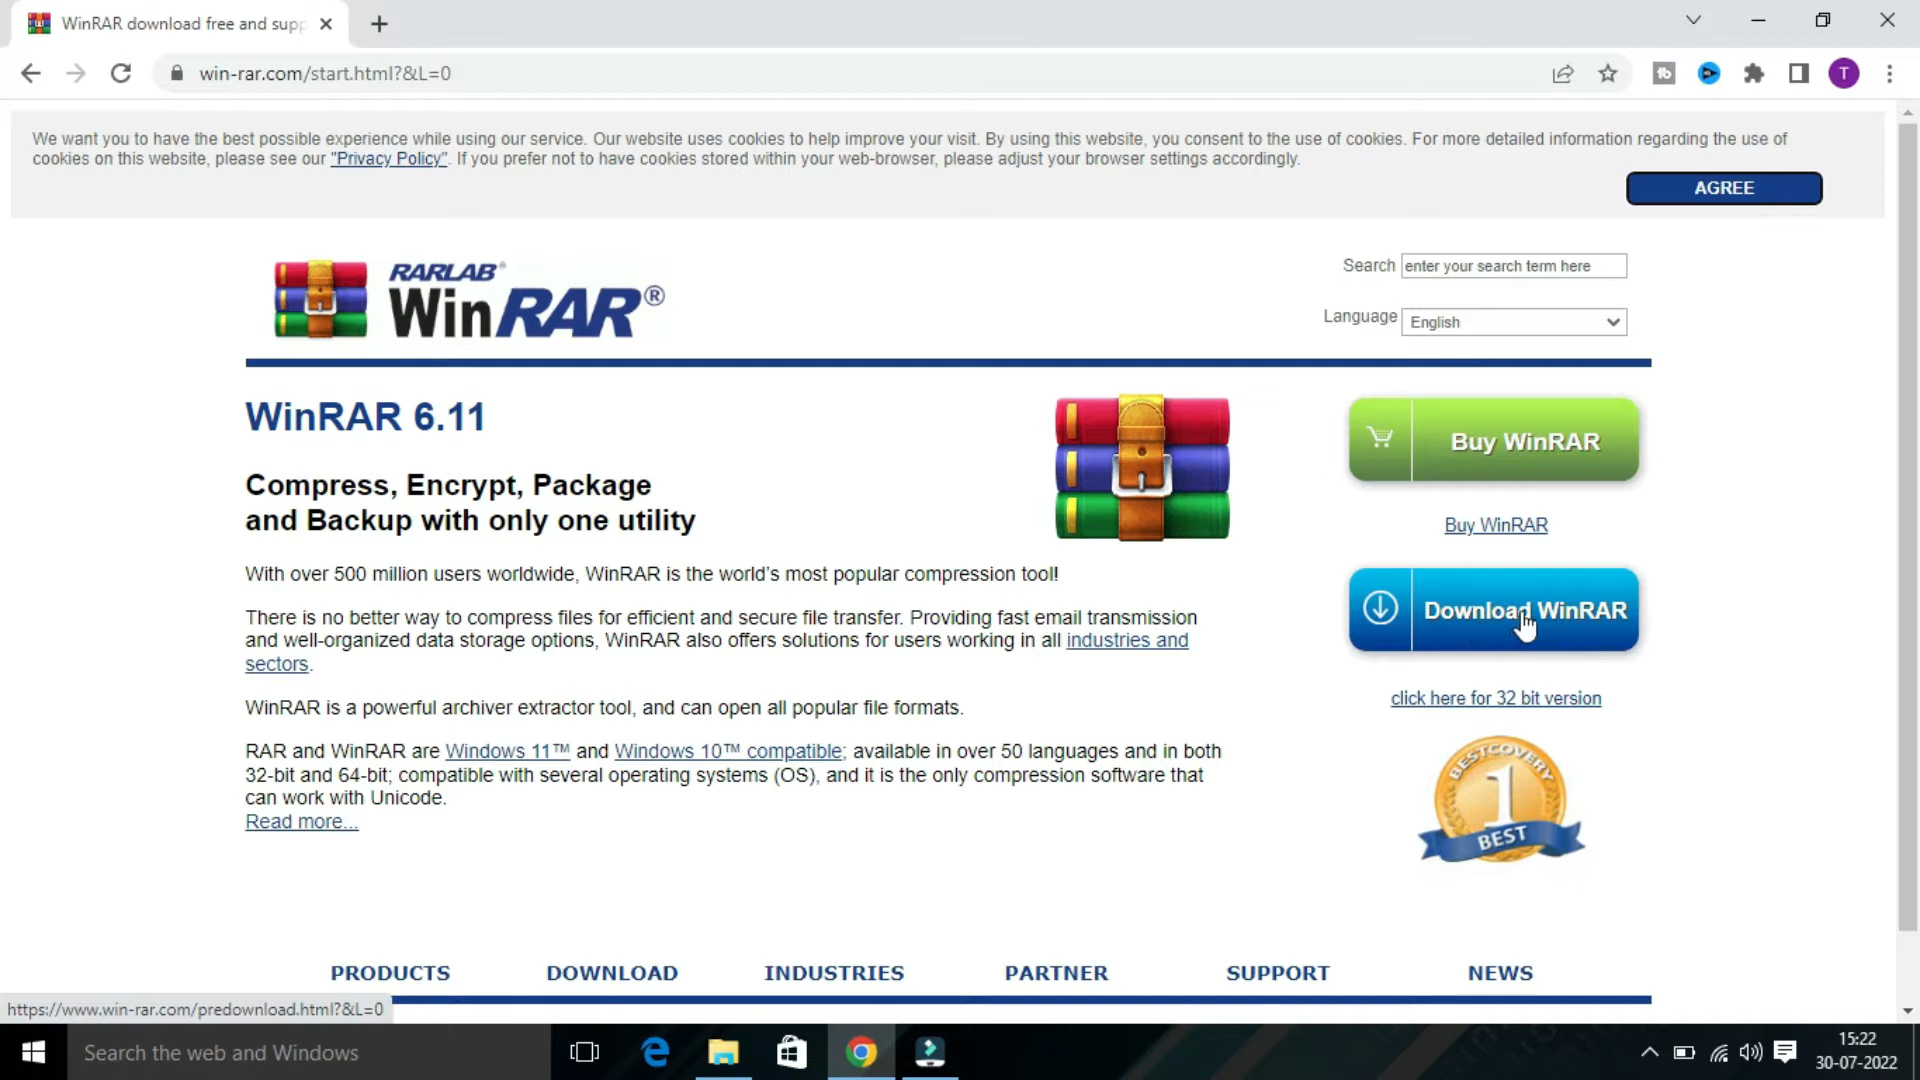 WinRAR download free and supp
win-rar.com/start.html?&L=0
T
We want you to have the best possible experience while using our service. Our website uses cookies to help improve your visit. By using this website, you consent to the use of cookies. For more detailed information regarding the use of
cookies on this website, please see our "Privacy Policy". If you prefer not to have cookies stored within your web-browser, please adjust your browser settings accordingly.
AGREE
RARLAB®
WinRAR®
Search enter your search term here
Language English
WinRAR 6.11
Compress, Encrypt, Package
and Backup with only one utility
With over 500 million users worldwide, WinRAR is the world's most popular compression tool!
There is no better way to compress files for efficient and secure file transfer. Providing fast email transmission
and well-organized data storage options, WinRAR also offers solutions for users working in all industries and
sectors.
WinRAR is a powerful archiver extractor tool, and can open all popular file formats.
RAR and WinRAR are Windows 11™ and Windows 10™ compatible; available in over 50 languages and in both
32-bit and 64-bit; compatible with several operating systems (OS), and it is the only compression software that
can work with Unicode.
Read more...
Buy WinRAR
Buy WinRAR
Download WinRAR
click here for 32 bit version
BESTCOVERY
1
BEST
PRODUCTS DOWNLOAD INDUSTRIES PARTNER SUPPORT NEWS
https://www.win-rar.com/predownload.html?&L=0
Search the web and Windows
15:22
30-07-2022